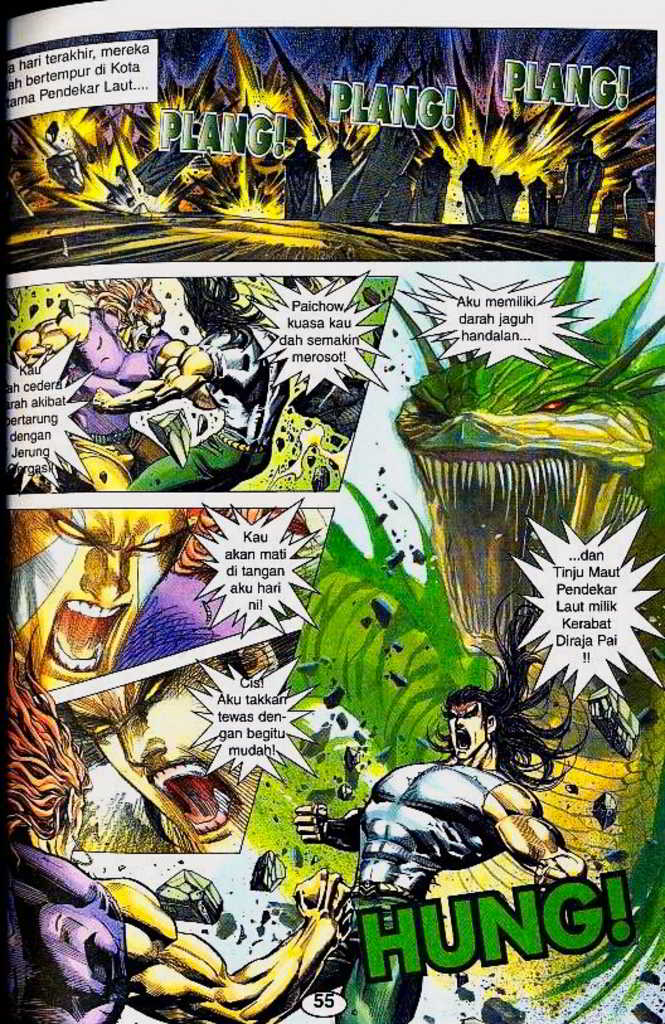 a hari terakhir, mereka
ah bertempur di Kota
tama Pendekar Laut....
PLANG!
PLANG!
PLANG!
Paichow,
kuasa kau
dah semakin
merosot!
Kau
ah cedera
arah akibat
bertarung
dengan
Jerung
Gergasi!
Aku memiliki
darah jaguh
handalan...
Kau
akan mati
di tangan
aku hari
ni!
...dan
Tinju Maut
Pendekar
Laut milik
Kerabat
Diraja Pai
!!
Cis!
Aku takkan
tewas den-
gan begitu
mudah!
HUNG!
55